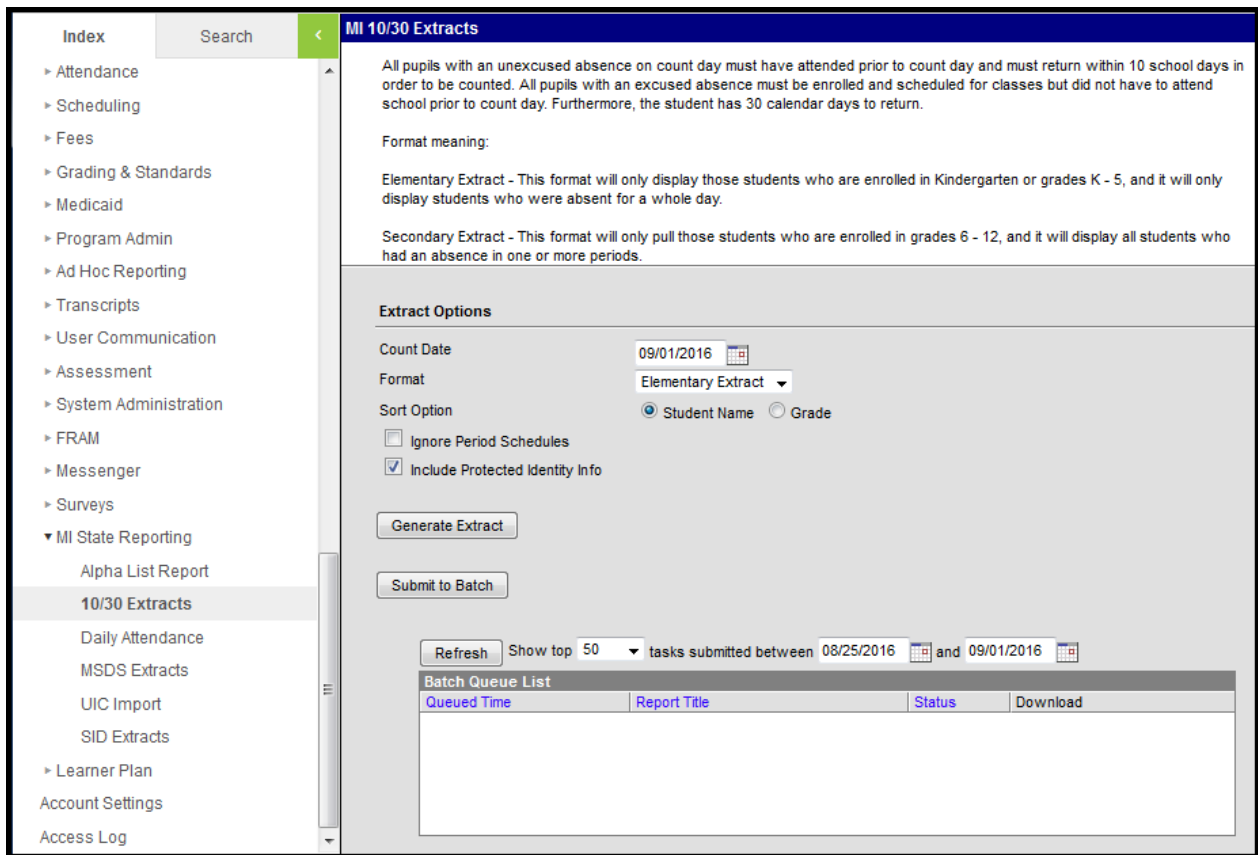 Index
Search
Attendance
Scheduling
Fees
Grading & Standards
Medicaid
Program Admin
Ad Hoc Reporting
Transcripts
User Communication
Assessment
System Administration
FRAM
Messenger
Surveys
MI State Reporting
Alpha List Report
10/30 Extracts
Daily Attendance
MSDS Extracts
UIC Import
SID Extracts
Learner Plan
Account Settings
Access Log
MI 10/30 Extracts
All pupils with an unexcused absence on count day must have attended prior to count day and must return within 10 school days in
order to be counted. All pupils with an excused absence must be enrolled and scheduled for classes but did not have to attend
school prior to count day. Furthermore, the student has 30 calendar days to return.
Format meaning:
Elementary Extract - This format will only display those students who are enrolled in Kindergarten or grades K - 5, and it will only
display students who were absent for a whole day.
Secondary Extract - This format will only pull those students who are enrolled in grades 6 - 12, and it will display all students who
had an absence in one or more periods.
Extract Options
Count Date 09/01/2016
Format Elementary Extract
Sort Option Student Name Grade
Ignore Period Schedules
Include Protected Identity Info
Generate Extract
Submit to Batch
Refresh Show top 50 tasks submitted between 08/25/2016 and 09/01/2016
Batch Queue List
Queued Time Report Title Status Download